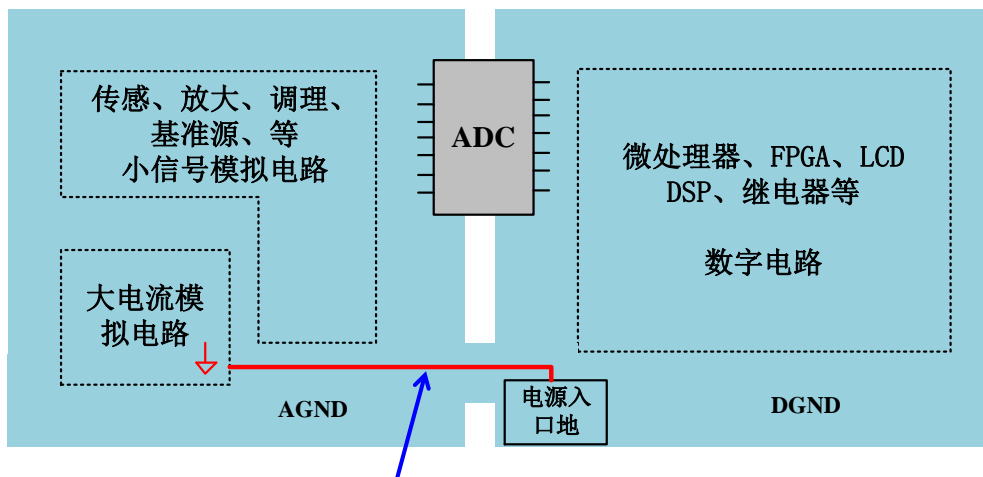 传感、放大、调理、
基准源、等
小信号模拟电路
ADC
微处理器、FPGA、LCD
DSP、继电器等
数字电路
大电流模
拟电路
AGND
电源入
口地
DGND